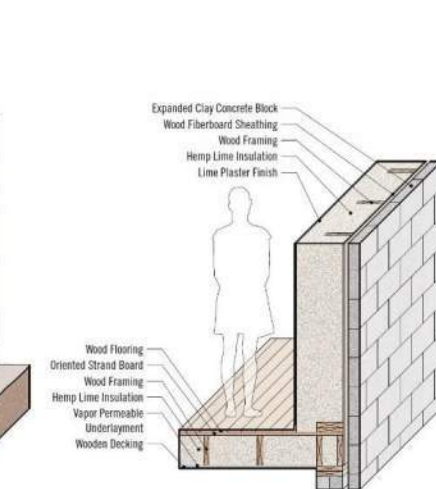 Expanded Clay Concrete Block
Wood Fiberboard Sheathing
Wood Framing
Hemp Lime Insulation
Lime Plaster Finish
Wood Flooring
Oriented Strand Board
Wood Framing
Hemp Lime Insulation
Vapor Permeable
Underlayment
Wooden Decking